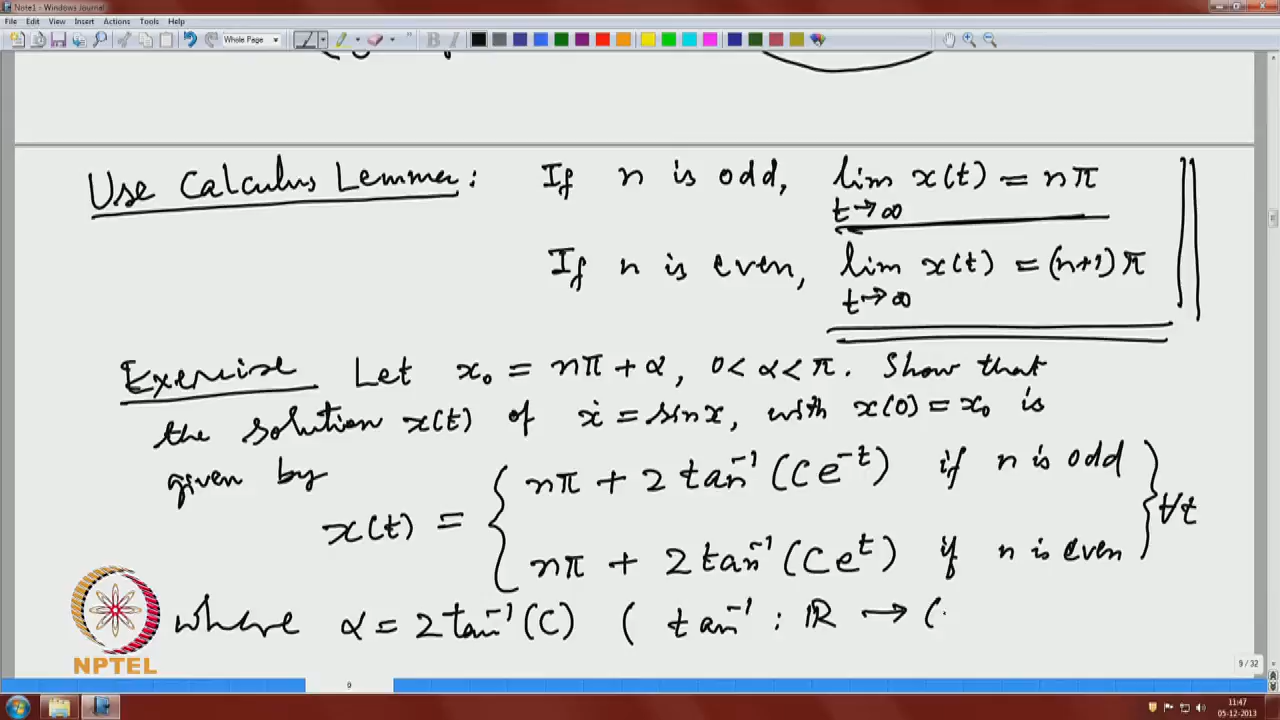 Note1 - Windows Journal
File Edit View Insert Actions Tools Help
Whole Page
Use Calculus Lemma: If n is odd, lim x(t) = nπ
t→∞
If n is even, lim x(t) = (n+1)π
t→∞
Exercise Let x₀ = nπ + α, 0 < α < π. Show that
the solution x(t) of ẋ = sin x, with x(0) = x₀ is
given by
nπ + 2 tan⁻¹(Ce⁻ᵗ) if n is odd
x(t) = { } ∀t
nπ + 2 tan⁻¹(Ceᵗ) if n is even
where α = 2 tan⁻¹(C) ( tan⁻¹ : ℝ → (
NPTEL
9/32
9
11:47
05-12-2013